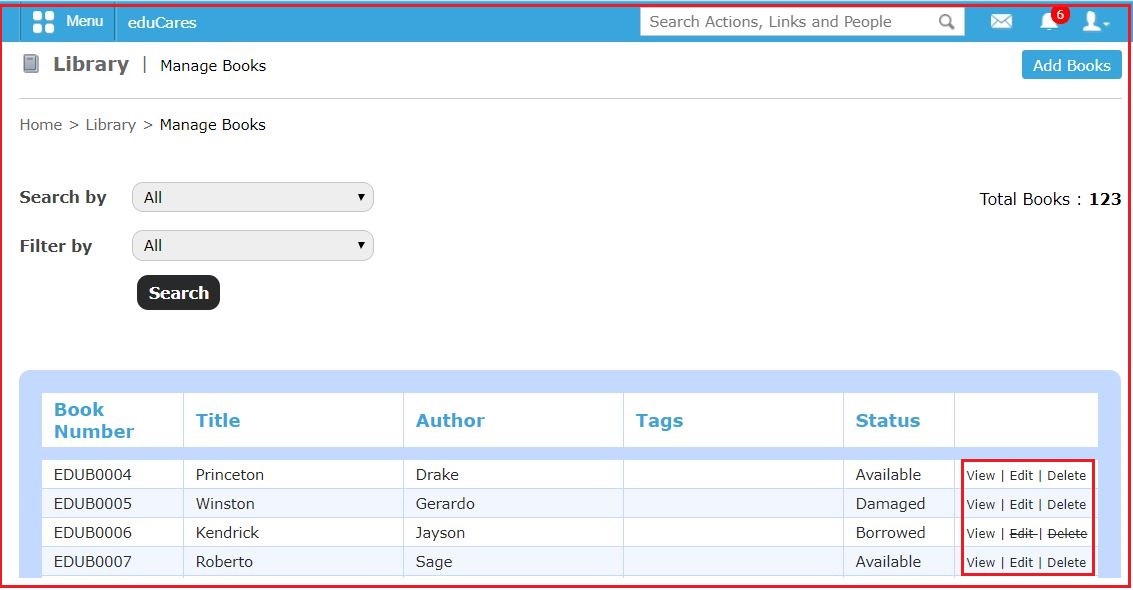 Menu eduCares Search Actions, Links and People 6
Library | Manage Books Add Books
Home > Library > Manage Books
Search by All Total Books : 123
Filter by All
Search
Book Number Title Author Tags Status
EDUB0004 Princeton Drake Available View | Edit | Delete
EDUB0005 Winston Gerardo Damaged View | Edit | Delete
EDUB0006 Kendrick Jayson Borrowed View | Edit | Delete
EDUB0007 Roberto Sage Available View | Edit | Delete